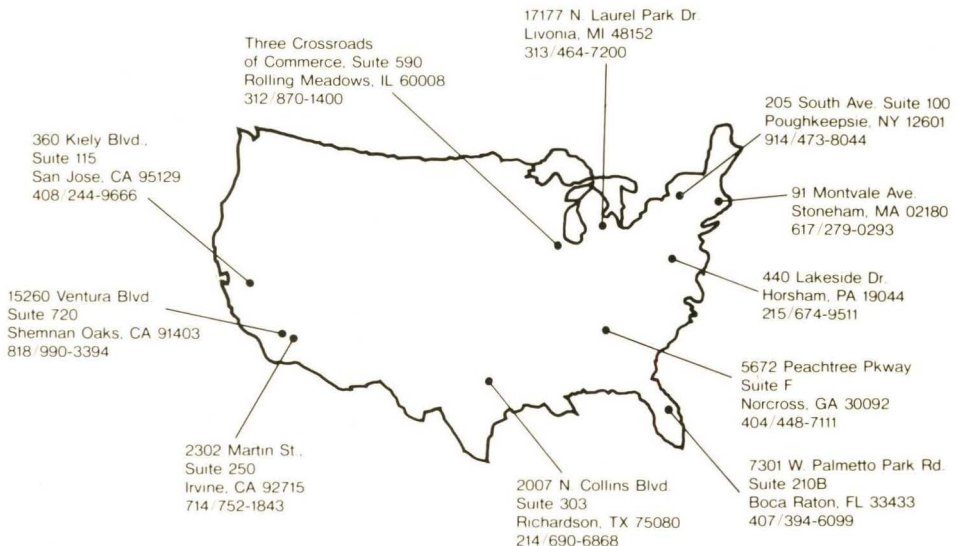 17177 N. Laurel Park Dr.
Livonia, MI 48152
313/464-7200
Three Crossroads
of Commerce, Suite 590
Rolling Meadows, IL 60008
312/870-1400
205 South Ave. Suite 100
Poughkeepsie, NY 12601
914/473-8044
360 Kiely Blvd.,
Suite 115
San Jose, CA 95129
408/244-9666
91 Montvale Ave.
Stoneham, MA 02180
617/279-0293
440 Lakeside Dr.
Horsham, PA 19044
215/674-9511
15260 Ventura Blvd.
Suite 720
Shemnan Oaks, CA 91403
818/990-3394
5672 Peachtree Pkway
Suite F
Norcross, GA 30092
404/448-7111
2302 Martin St.,
Suite 250
Irvine, CA 92715
714/752-1843
2007 N. Collins Blvd.
Suite 303
Richardson, TX 75080
214/690-6868
7301 W. Palmetto Park Rd.
Suite 210B
Boca Raton, FL 33433
407/394-6099